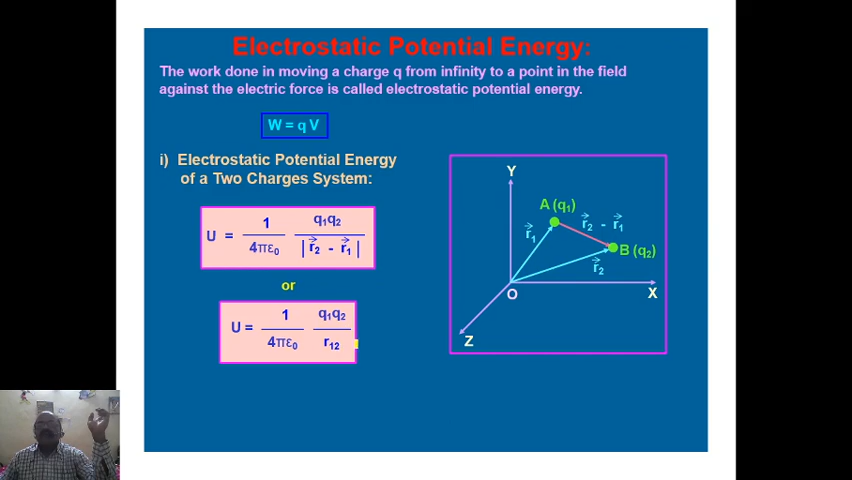 Electrostatic Potential Energy:
The work done in moving a charge q from infinity to a point in the field
against the electric force is called electrostatic potential energy.
W = q V
i) Electrostatic Potential Energy
of a Two Charges System:
U = 1/4πε₀ q₁q₂/| r⃗₂ - r⃗₁ |
or
U = 1/4πε₀ q₁q₂/r₁₂
Y
A (q₁)
r⃗₂ - r⃗₁
r⃗₁
B (q₂)
r⃗₂
O
X
Z